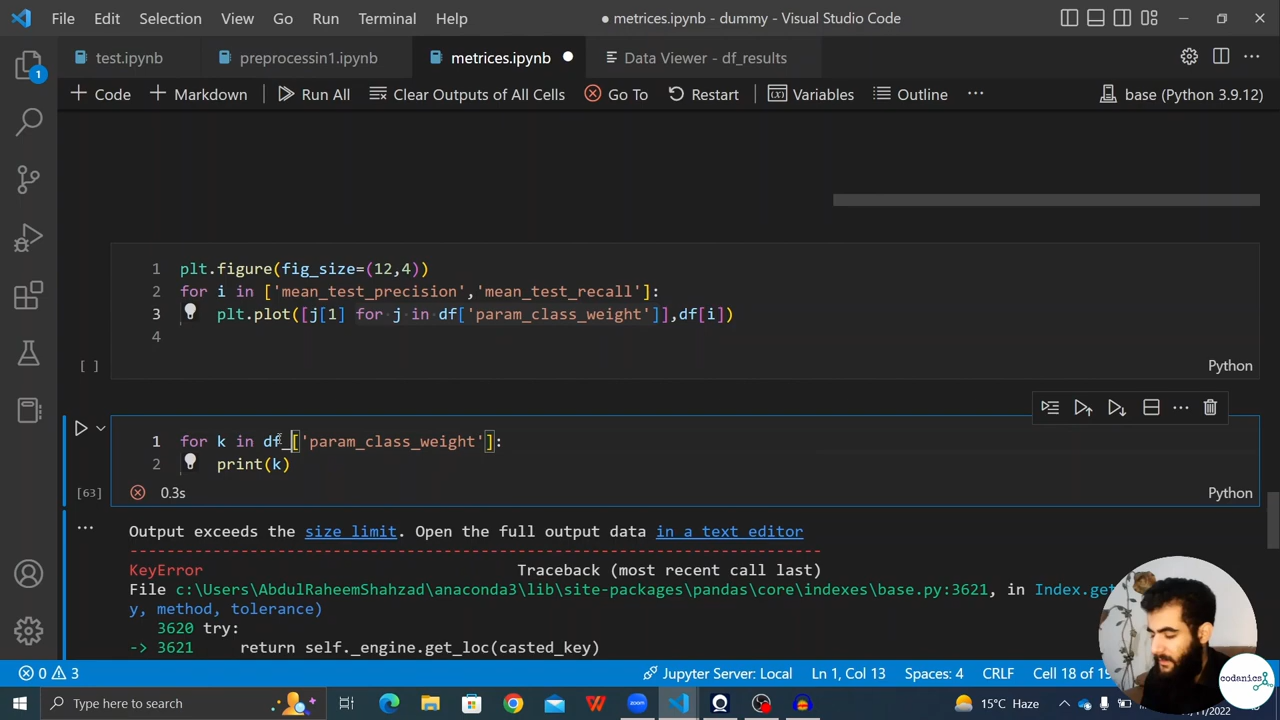 File Edit Selection View Go Run Terminal Help ● metrices.ipynb - dummy - Visual Studio Code
test.ipynb preprocessin1.ipynb metrices.ipynb Data Viewer - df_results
Code Markdown Run All Clear Outputs of All Cells Go To Restart Variables Outline ... base (Python 3.9.12)
1 plt.figure(fig_size=(12,4))
2 for i in ['mean_test_precision','mean_test_recall']:
3 plt.plot([j[1] for j in df['param_class_weight']],df[i])
4
[ ] Python
1 for k in df_['param_class_weight']:
2 print(k)
[63] 0.3s Python
Output exceeds the size limit. Open the full output data in a text editor
---------------------------------------------------------------------------
KeyError Traceback (most recent call last)
File c:\Users\AbdulRaheemShahzad\anaconda3\lib\site-packages\pandas\core\indexes\base.py:3621, in Index.get
y, method, tolerance)
3620 try:
-> 3621 return self._engine.get_loc(casted_key)
0 3 Jupyter Server: Local Ln 1, Col 13 Spaces: 4 CRLF Cell 18 of 19
Type here to search zoom 15°C Haze 11/2022
codanics
1